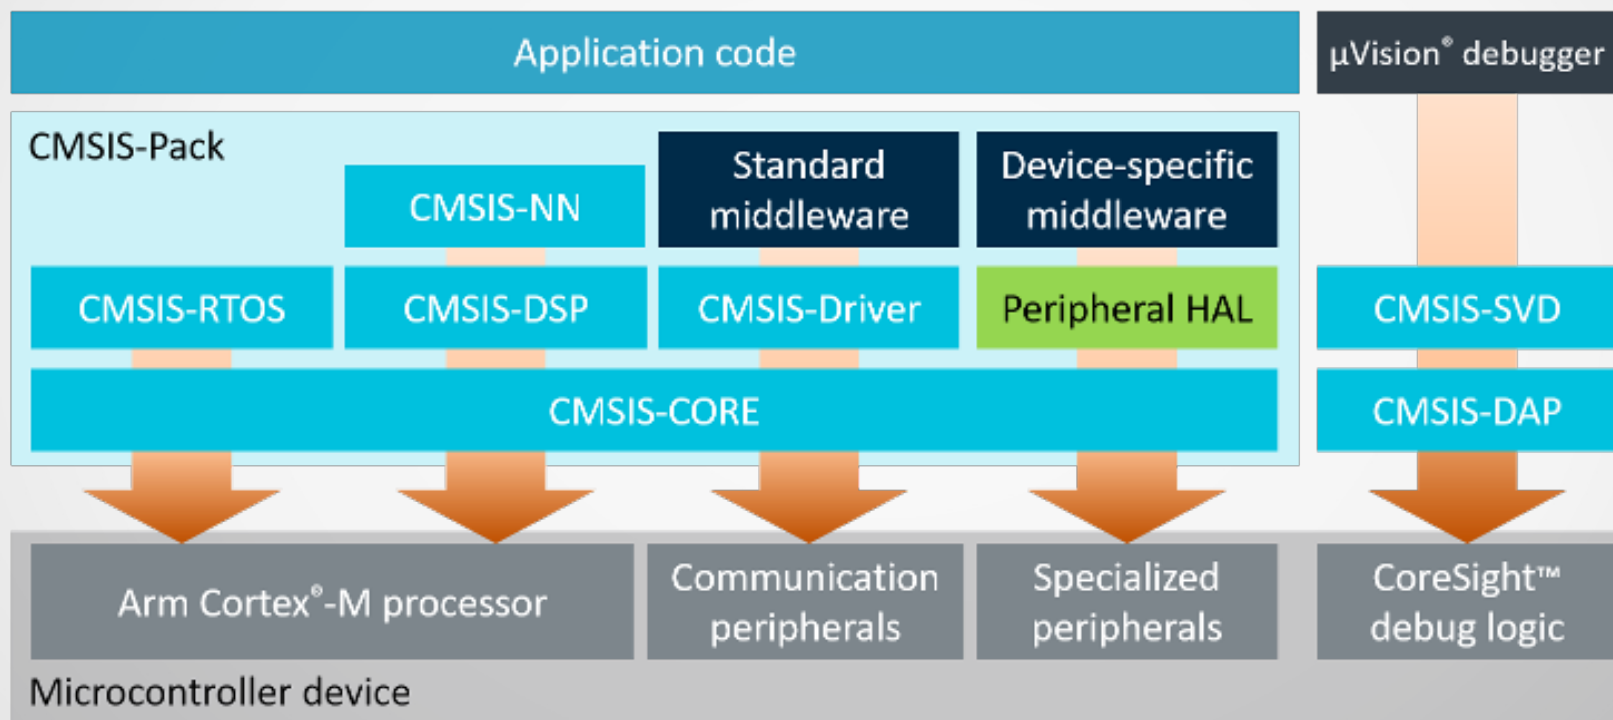 Application code
µVision® debugger
CMSIS-Pack
CMSIS-NN
Standard
middleware
Device-specific
middleware
CMSIS-RTOS
CMSIS-DSP
CMSIS-Driver
Peripheral HAL
CMSIS-SVD
CMSIS-CORE
CMSIS-DAP
Arm Cortex®-M processor
Communication
peripherals
Specialized
peripherals
CoreSight™
debug logic
Microcontroller device